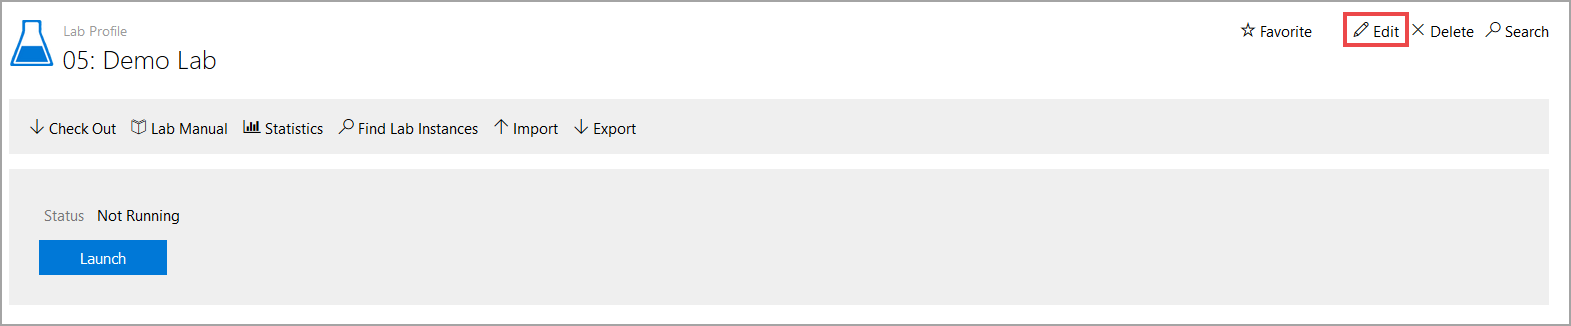 Lab Profile
05: Demo Lab
Favorite Edit Delete Search
Check Out Lab Manual Statistics Find Lab Instances Import Export
Status Not Running
Launch